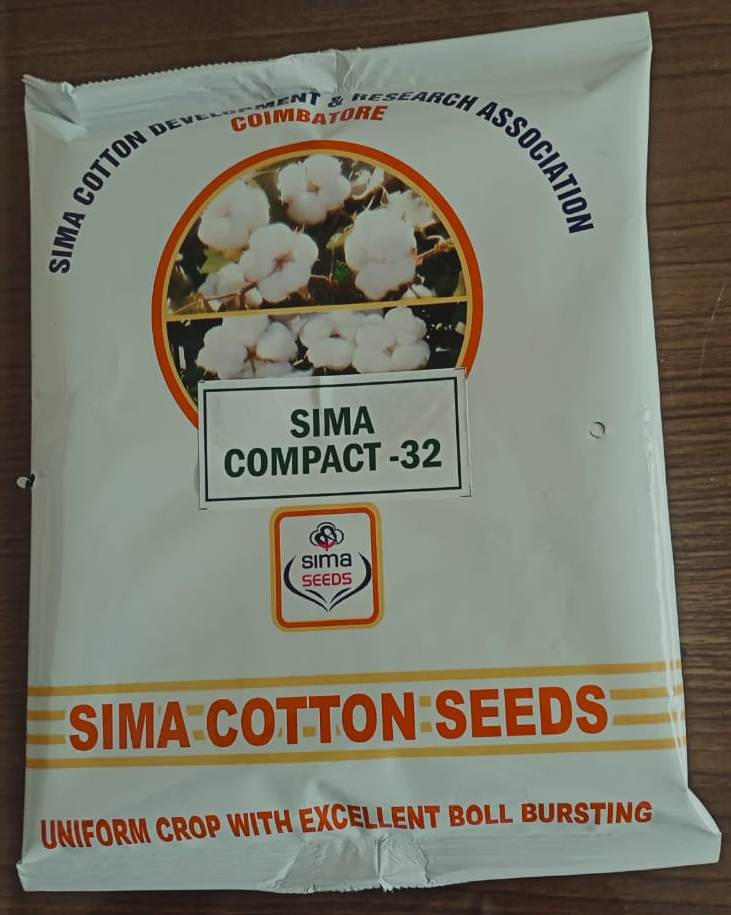 SIMA COTTON DEVELOPMENT & RESEARCH ASSOCIATION
COIMBATORE
SIMA
COMPACT -32
sima
SEEDS
SIMA COTTON SEEDS
UNIFORM CROP WITH EXCELLENT BOLL BURSTING